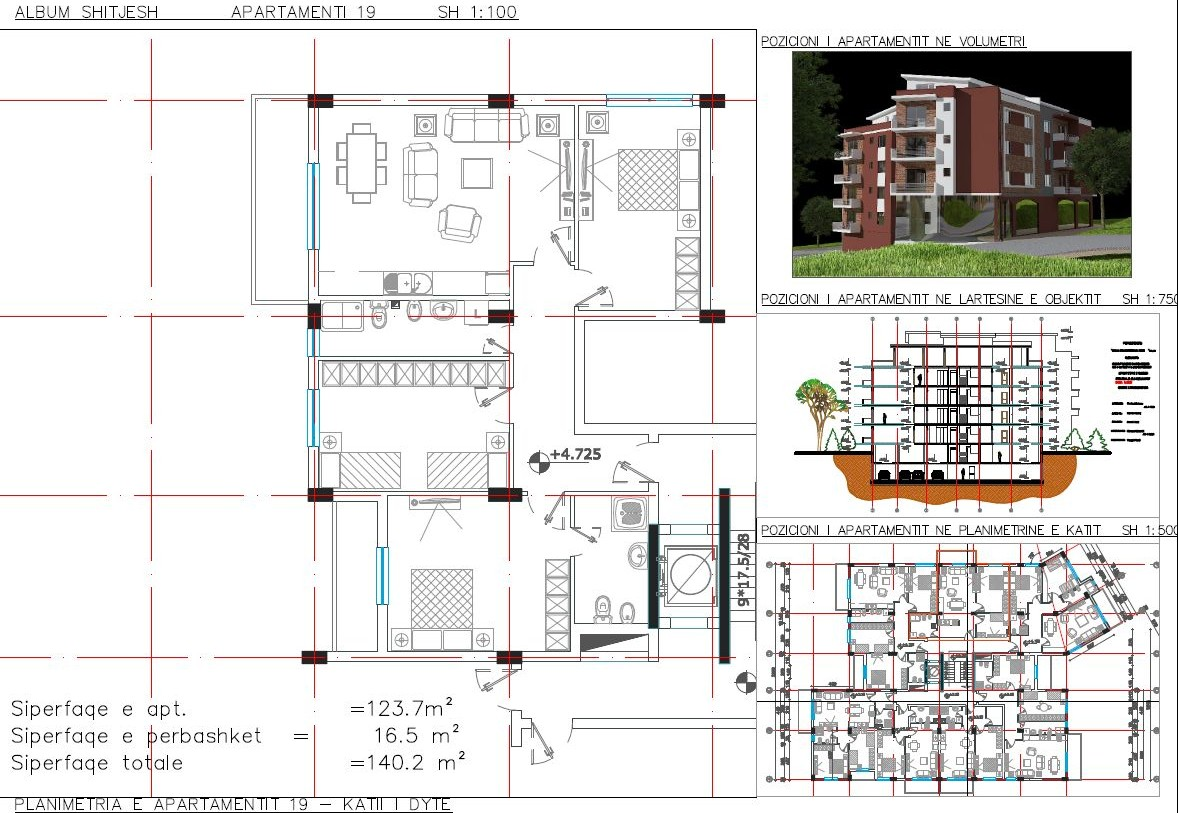 ALBUM SHITJESH APARTAMENTI 19 SH 1:100
POZICIONI I APARTAMENTIT NE VOLUMETRI
POZICIONI I APARTAMENTIT NE LARTESINE E OBJEKTIT SH 1:750
+4.725
POZICIONI I APARTAMENTIT NE PLANIMETRINE E KATIT SH 1:500
9*17.5/28
Siperfaqe e apt. =123.7m²
Siperfaqe e perbashket = 16.5 m²
Siperfaqe totale =140.2 m²
PLANIMETRIA E APARTAMENTIT 19 – KATII I DYTE